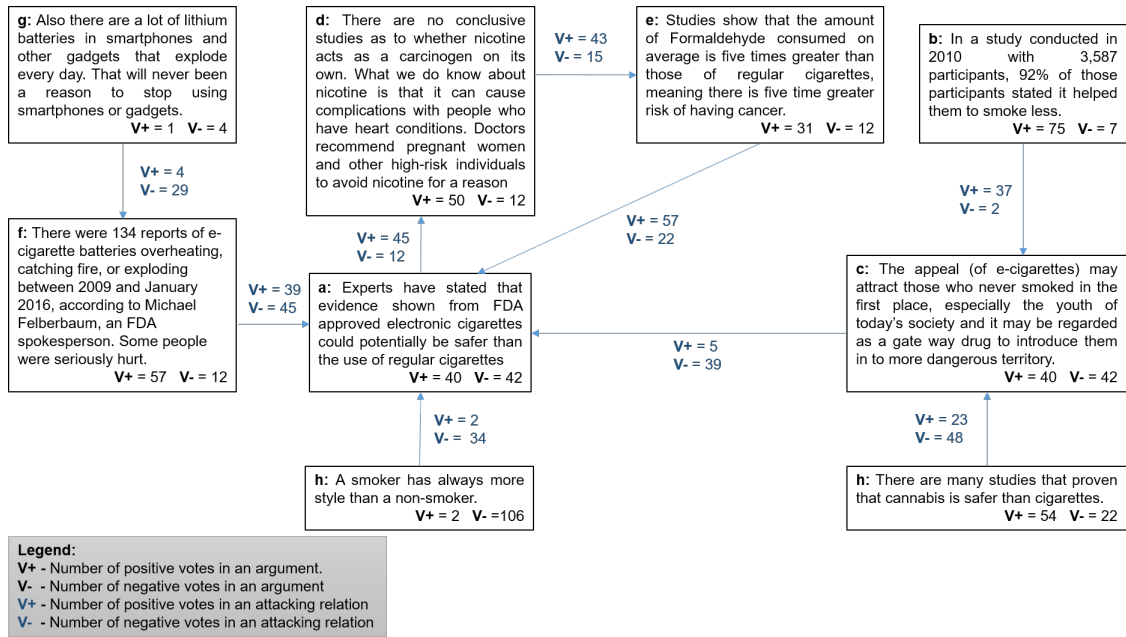 g: Also there are a lot of lithium
batteries in smartphones and
other gadgets that explode
every day. That will never been
a reason to stop using
smartphones or gadgets.
V+ = 1 V- = 4
d: There are no conclusive
studies as to whether nicotine
acts as a carcinogen on its
own. What we do know about
nicotine is that it can cause
complications with people who
have heart conditions. Doctors
recommend pregnant women
and other high-risk individuals
to avoid nicotine for a reason
V+ = 50 V- = 12
V+ = 43
V- = 15
e: Studies show that the amount
of Formaldehyde consumed on
average is five times greater than
those of regular cigarettes,
meaning there is five time greater
risk of having cancer.
V+ = 31 V- = 12
b: In a study conducted in
2010 with 3,587
participants, 92% of those
participants stated it helped
them to smoke less.
V+ = 75 V- = 7
V+ = 4
V- = 29
V+ = 45
V- = 12
V+ = 57
V- = 22
V+ = 37
V- = 2
f: There were 134 reports of e-
cigarette batteries overheating,
catching fire, or exploding
between 2009 and January
2016, according to Michael
Felberbaum, an FDA
spokesperson. Some people
were seriously hurt.
V+ = 57 V- = 12
V+ = 39
V- = 45
a: Experts have stated that
evidence shown from FDA
approved electronic cigarettes
could potentially be safer than
the use of regular cigarettes
V+ = 40 V- = 42
V+ = 5
V- = 39
c: The appeal (of e-cigarettes) may
attract those who never smoked in the
first place, especially the youth of
today's society and it may be regarded
as a gate way drug to introduce them
in to more dangerous territory.
V+ = 40 V- = 42
V+ = 2
V- = 34
V+ = 23
V- = 48
h: A smoker has always more
style than a non-smoker.
V+ = 2 V- =106
h: There are many studies that proven
that cannabis is safer than cigarettes.
V+ = 54 V- = 22
Legend:
V+ - Number of positive votes in an argument.
V- - Number of negative votes in an argument
V+ - Number of positive votes in an attacking relation
V- - Number of negative votes in an attacking relation